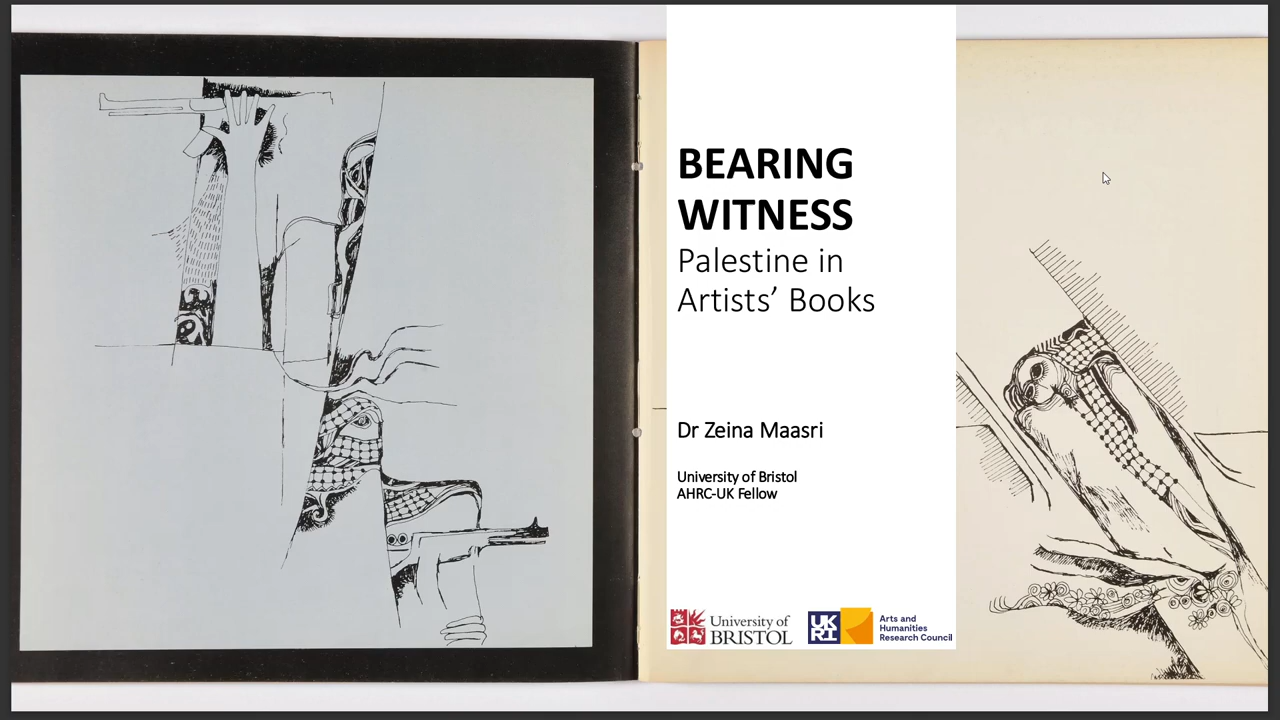 BEARING
WITNESS
Palestine in
Artists’ Books
Dr Zeina Maasri
University of Bristol
AHRC-UK Fellow
University of
BRISTOL
UK
RI
Arts and
Humanities
Research Council